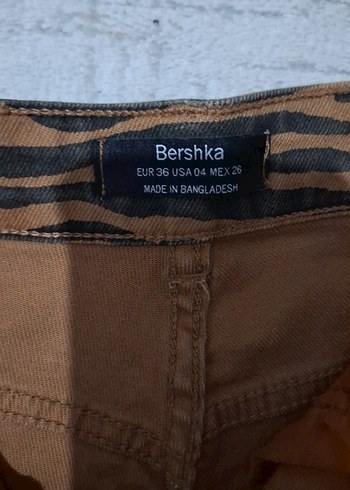 Bershka
EUR 36 USA 04 MEX 26
MADE IN BANGLADESH